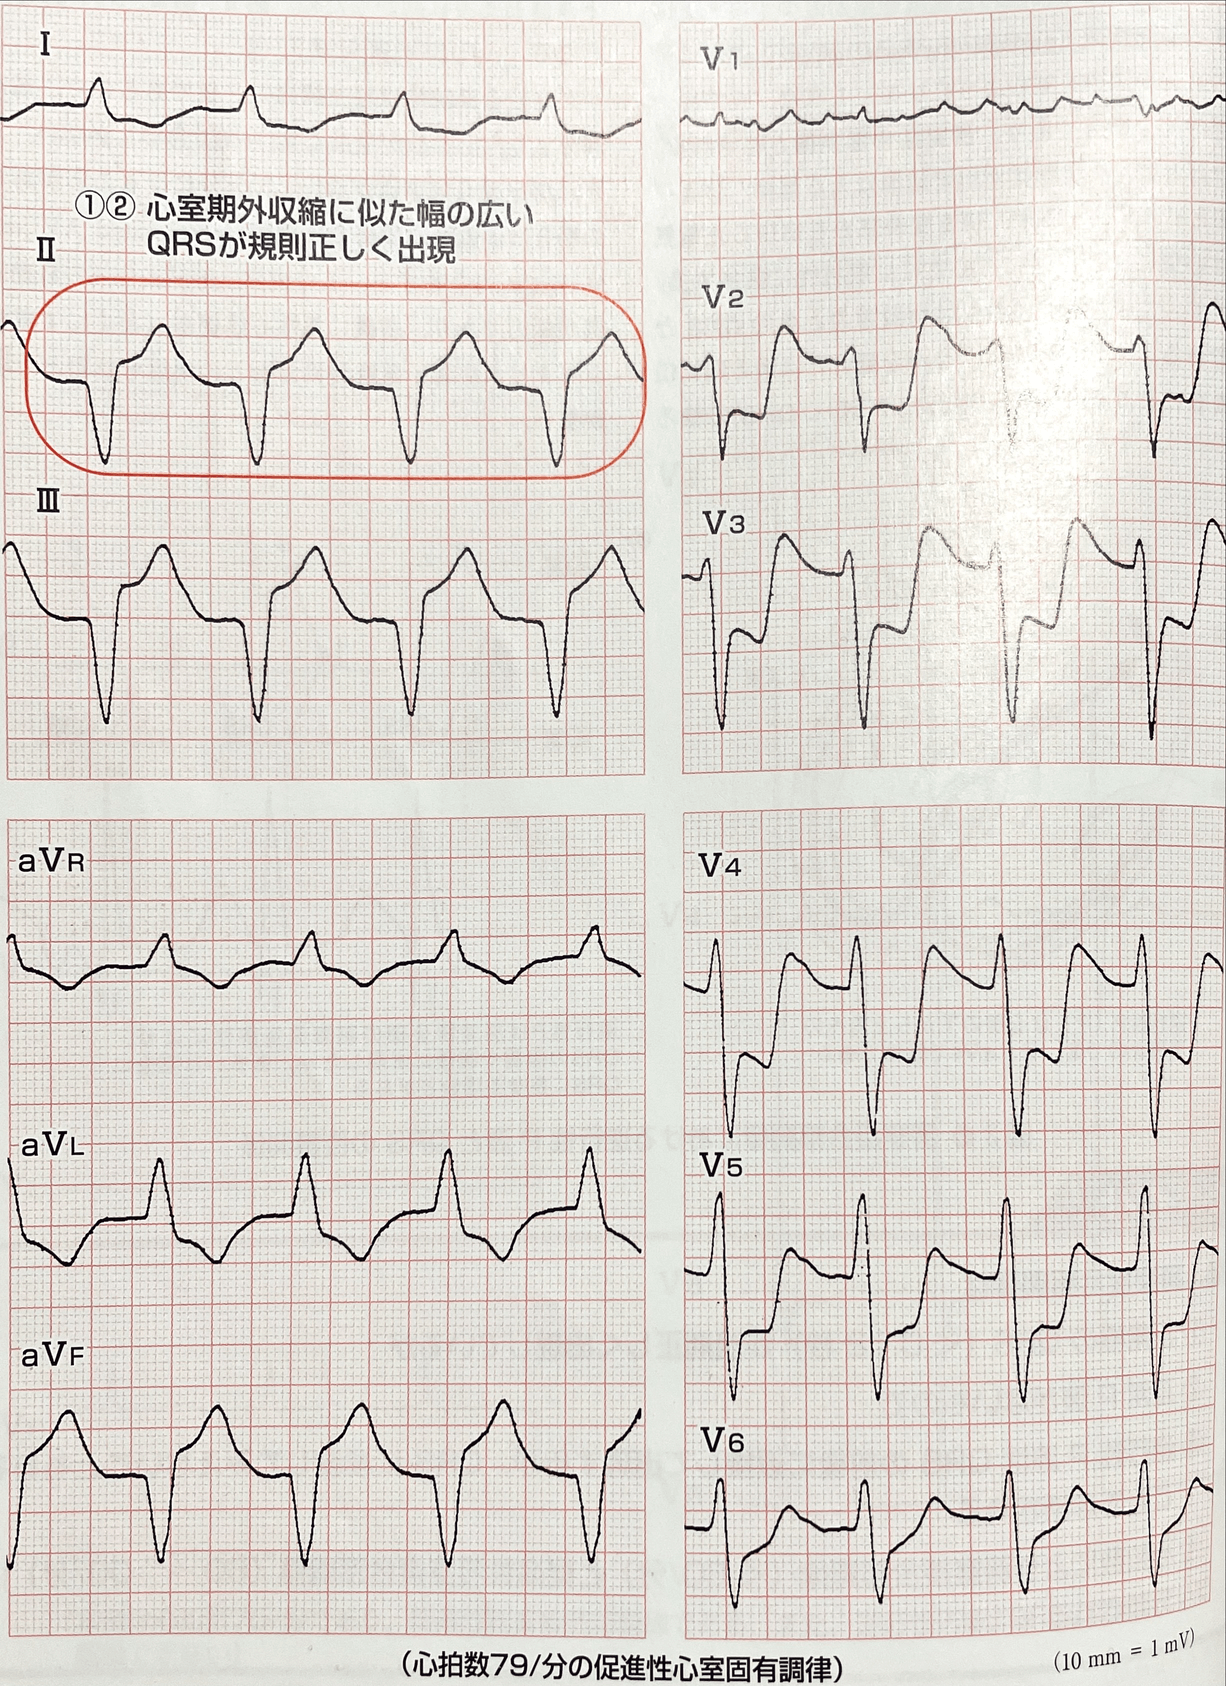 I
①② 心室期外収縮に似た幅の広い
QRSが規則正しく出現
II
III
aVR
aVL
aVF
V1
V2
V3
V4
V5
V6
(心拍数79/分の促進性心室固有調律)
(10 mm = 1 mV)